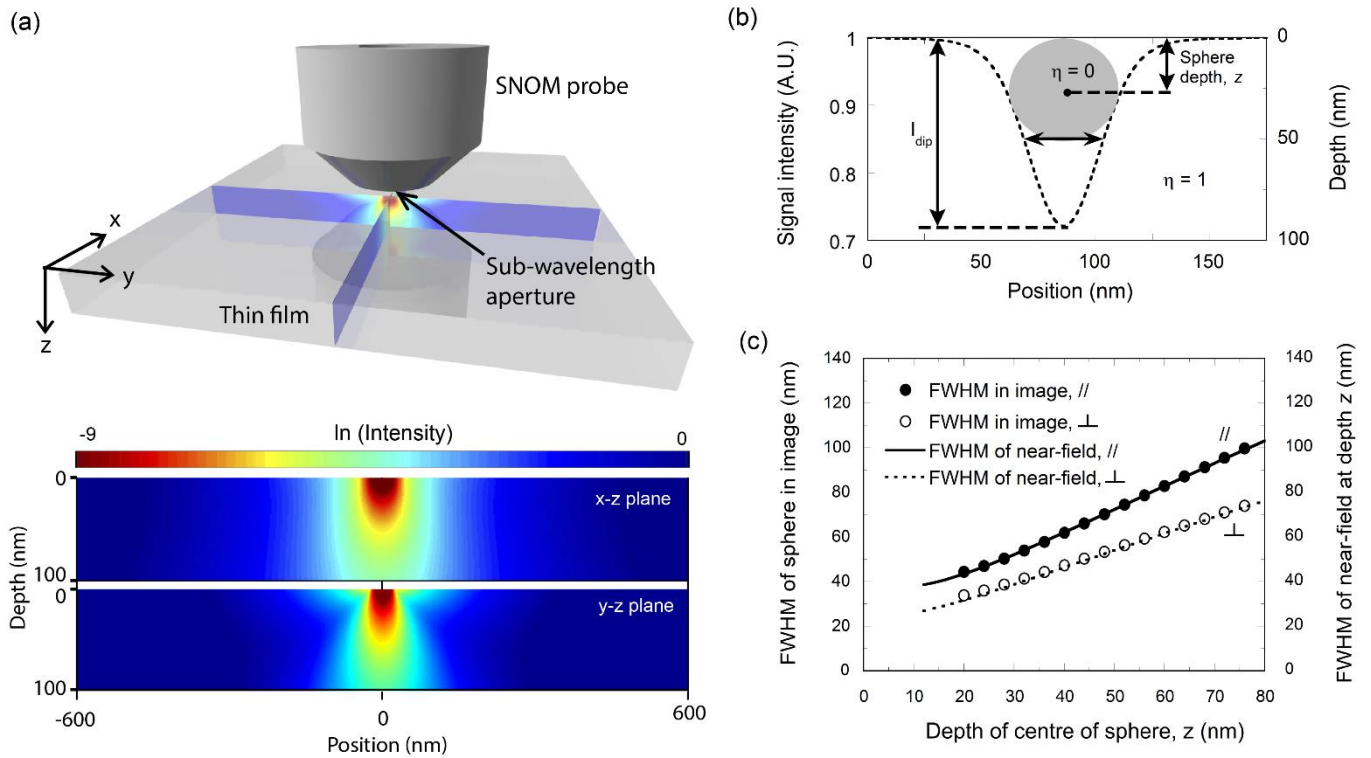 (a)
SNOM probe
x
y
z
Sub-wavelength
aperture
Thin film
-9
ln (Intensity)
0
0
x-z plane
100
0
y-z plane
100
Depth (nm)
-600
0
600
Position (nm)
(b)
1
0.9
0.8
0.7
Signal intensity (A.U.)
I_dip
η = 0
η = 1
Sphere
depth, z
0
50
100
Depth (nm)
0
50
100
150
Position (nm)
(c)
140
120
100
80
60
40
20
0
FWHM of sphere in image (nm)
FWHM in image, //
FWHM in image, ⊥
FWHM of near-field, //
FWHM of near-field, ⊥
//
⊥
140
120
100
80
60
40
20
0
FWHM of near-field at depth z (nm)
0
10
20
30
40
50
60
70
80
Depth of centre of sphere, z (nm)